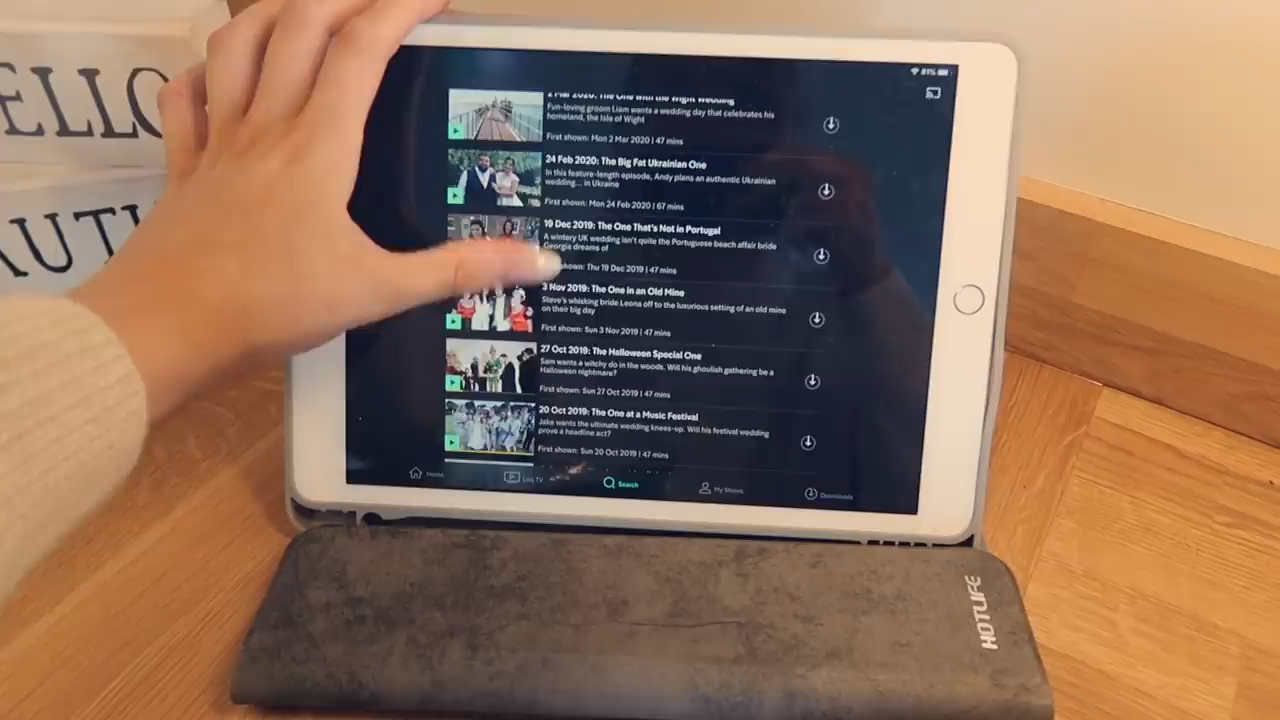 ELLO
AUTI
81%
2 Mar 2020: The One with the Wight Wedding
Fun-loving groom Liam wants a wedding day that celebrates his
homeland, the Isle of Wight
First shown: Mon 2 Mar 2020 | 47 mins
24 Feb 2020: The Big Fat Ukrainian One
In this feature-length episode, Andy plans an authentic Ukrainian
wedding... in Ukraine
First shown: Mon 24 Feb 2020 | 67 mins
19 Dec 2019: The One That's Not in Portugal
A wintery UK wedding isn't quite the Portuguese beach affair bride
Georgia dreams of
shown: Thu 19 Dec 2019 | 47 mins
3 Nov 2019: The One in an Old Mine
Steve's whisking bride Leona off to the luxurious setting of an old mine
on their big day
First shown: Sun 3 Nov 2019 | 47 mins
27 Oct 2019: The Halloween Special One
Sam wants a witchy do in the woods. Will his ghoulish gathering be a
Halloween nightmare?
First shown: Sun 27 Oct 2019 | 47 mins
20 Oct 2019: The One at a Music Festival
Jake wants the ultimate wedding knees-up. Will his festival wedding
prove a headline act?
First shown: Sun 20 Oct 2019 | 47 mins
Home
Live TV
Search
My Shows
Downloads
HOTLIFE